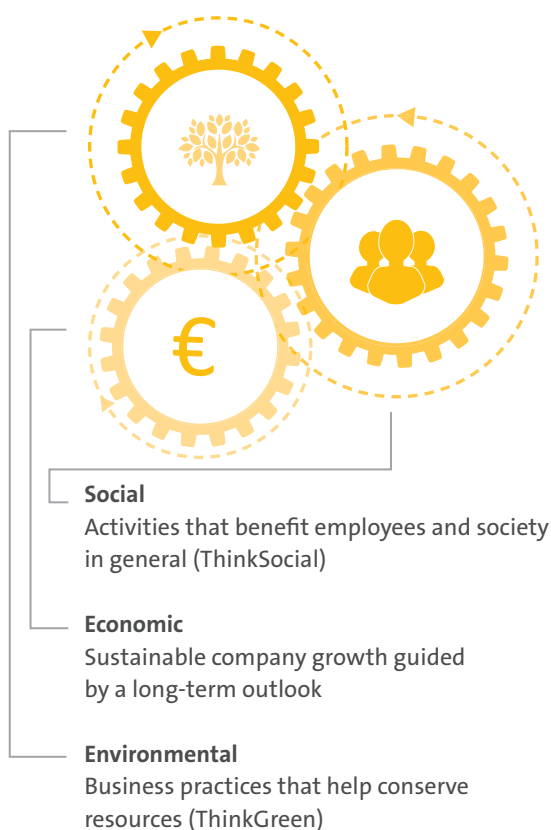 €
Social
Activities that benefit employees and society
in general (ThinkSocial)
Economic
Sustainable company growth guided
by a long-term outlook
Environmental
Business practices that help conserve
resources (ThinkGreen)